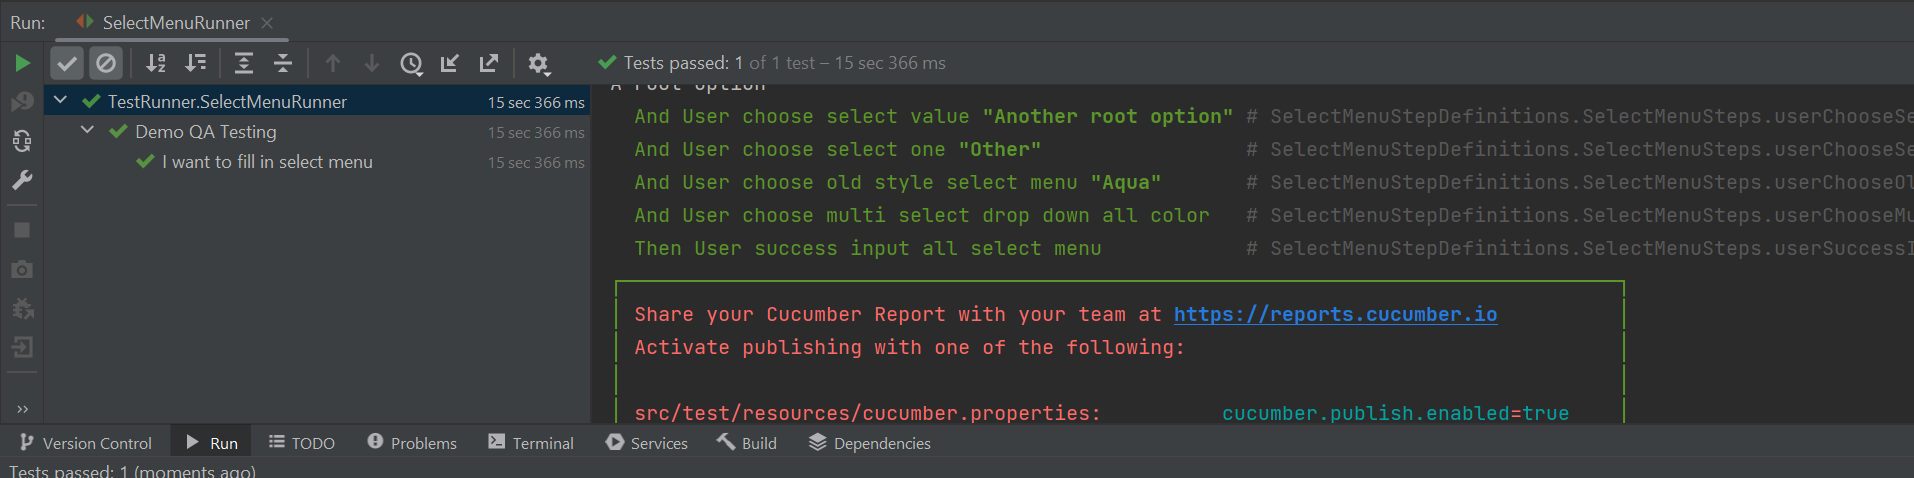 Run: SelectMenuRunner
Tests passed: 1 of 1 test – 15 sec 366 ms
TestRunner.SelectMenuRunner 15 sec 366 ms
Demo QA Testing 15 sec 366 ms
I want to fill in select menu 15 sec 366 ms
A Root Option
And User choose select value "Another root option" # SelectMenuStepDefinitions.SelectMenuSteps.userChooseSe
And User choose select one "Other" # SelectMenuStepDefinitions.SelectMenuSteps.userChooseSe
And User choose old style select menu "Aqua" # SelectMenuStepDefinitions.SelectMenuSteps.userChooseOl
And User choose multi select drop down all color # SelectMenuStepDefinitions.SelectMenuSteps.userChooseMu
Then User success input all select menu # SelectMenuStepDefinitions.SelectMenuSteps.userSuccessI
Share your Cucumber Report with your team at https://reports.cucumber.io
Activate publishing with one of the following:
src/test/resources/cucumber.properties: cucumber.publish.enabled=true
Version Control Run TODO Problems Terminal Services Build Dependencies
Tests passed: 1 (moments ago)